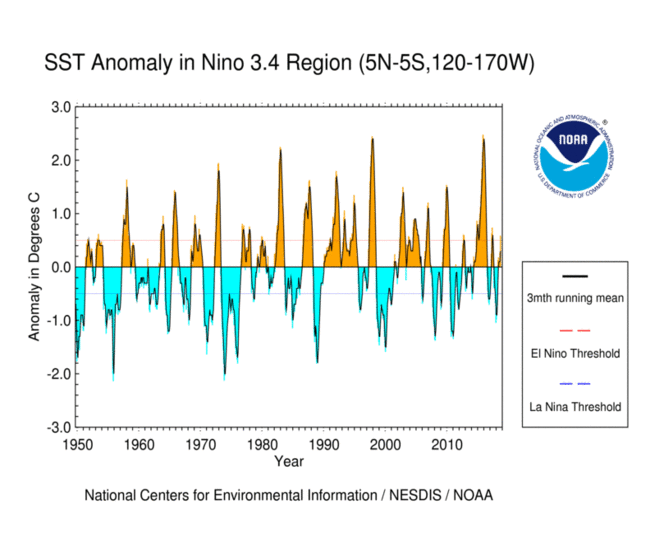 SST Anomaly in Nino 3.4 Region (5N-5S,120-170W)
3.0
2.0
1.0
0.0
-1.0
-2.0
-3.0
Anomaly in Degrees C
1950 1960 1970 1980 1990 2000 2010
Year
NATIONAL OCEANIC AND ATMOSPHERIC ADMINISTRATION
®
NOAA
U.S. DEPARTMENT OF COMMERCE
3mth running mean
El Nino Threshold
La Nina Threshold
National Centers for Environmental Information / NESDIS / NOAA